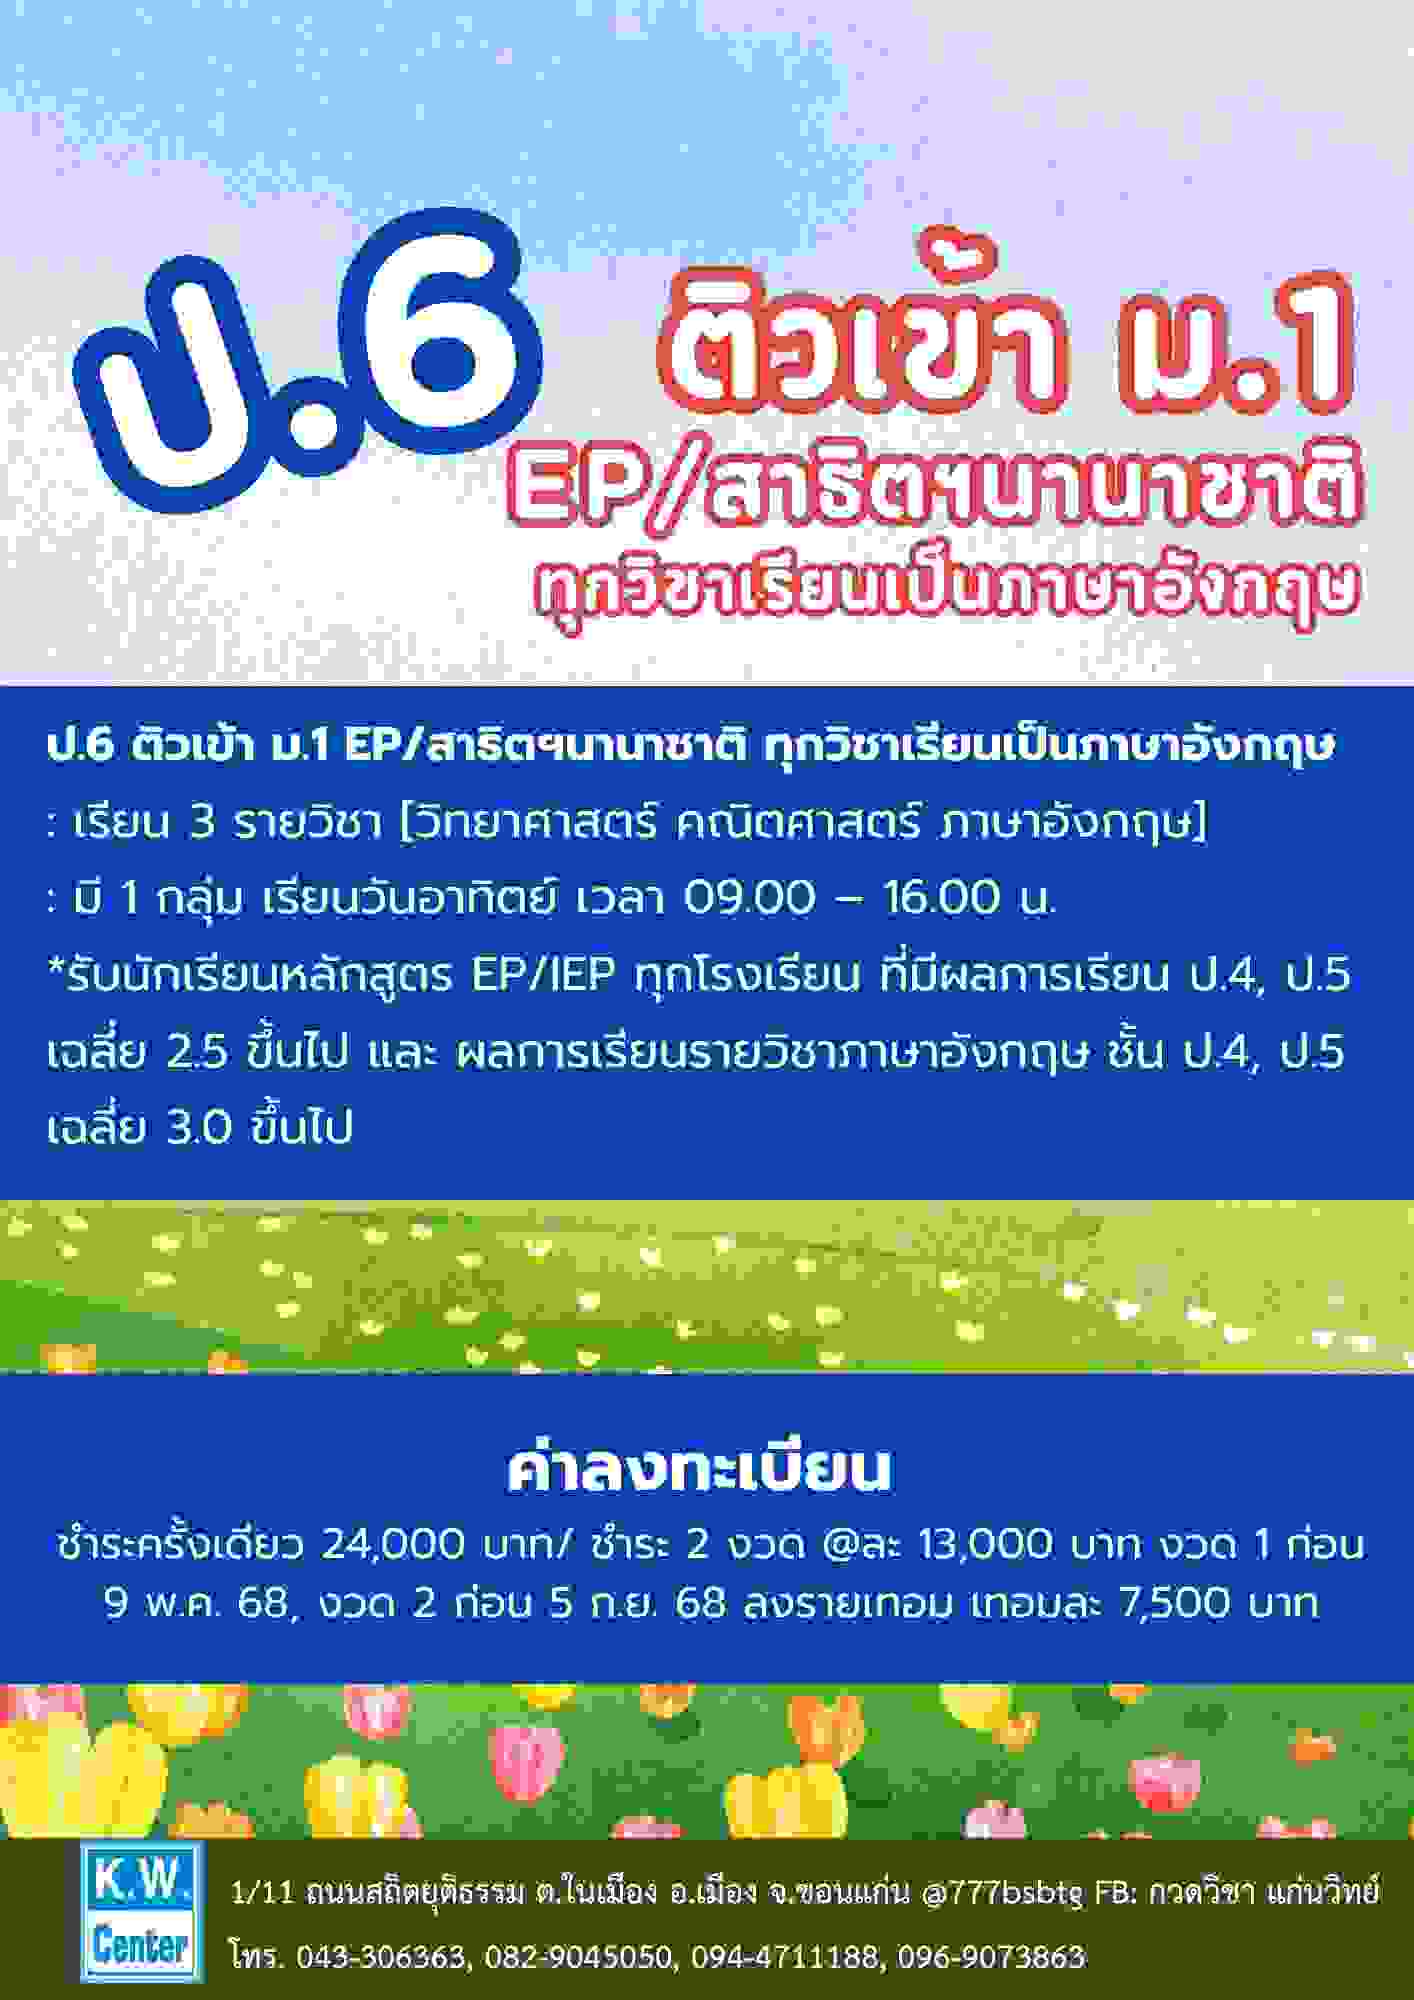 ป.6 ติวเข้า ม.1
EP/สาธิตฯนานาชาติ
ทุกวิชาเรียนเป็นภาษาอังกฤษ
ป.6 ติวเข้า ม.1 EP/สาธิตฯนานาชาติ ทุกวิชาเรียนเป็นภาษาอังกฤษ
: เรียน 3 รายวิชา [วิทยาศาสตร์ คณิตศาสตร์ ภาษาอังกฤษ]
: มี 1 กลุ่ม เรียนวันอาทิตย์ เวลา 09.00 – 16.00 น.
*รับนักเรียนหลักสูตร EP/IEP ทุกโรงเรียน ที่มีผลการเรียน ป.4, ป.5
เฉลี่ย 2.5 ขึ้นไป และ ผลการเรียนรายวิชาภาษาอังกฤษ ชั้น ป.4, ป.5
เฉลี่ย 3.0 ขึ้นไป
ค่าลงทะเบียน
ชำระครั้งเดียว 24,000 บาท/ ชำระ 2 งวด @ละ 13,000 บาท งวด 1 ก่อน
9 พ.ค. 68, งวด 2 ก่อน 5 ก.ย. 68 ลงรายเทอม เทอมละ 7,500 บาท
K.W.
Center
1/11 ถนนสถิตยุติธรรม ต.ในเมือง อ.เมือง จ.ขอนแก่น @777bsbtg FB: กวดวิชา แก่นวิทย์
โทร. 043-306363, 082-9045050, 094-4711188, 096-9073863